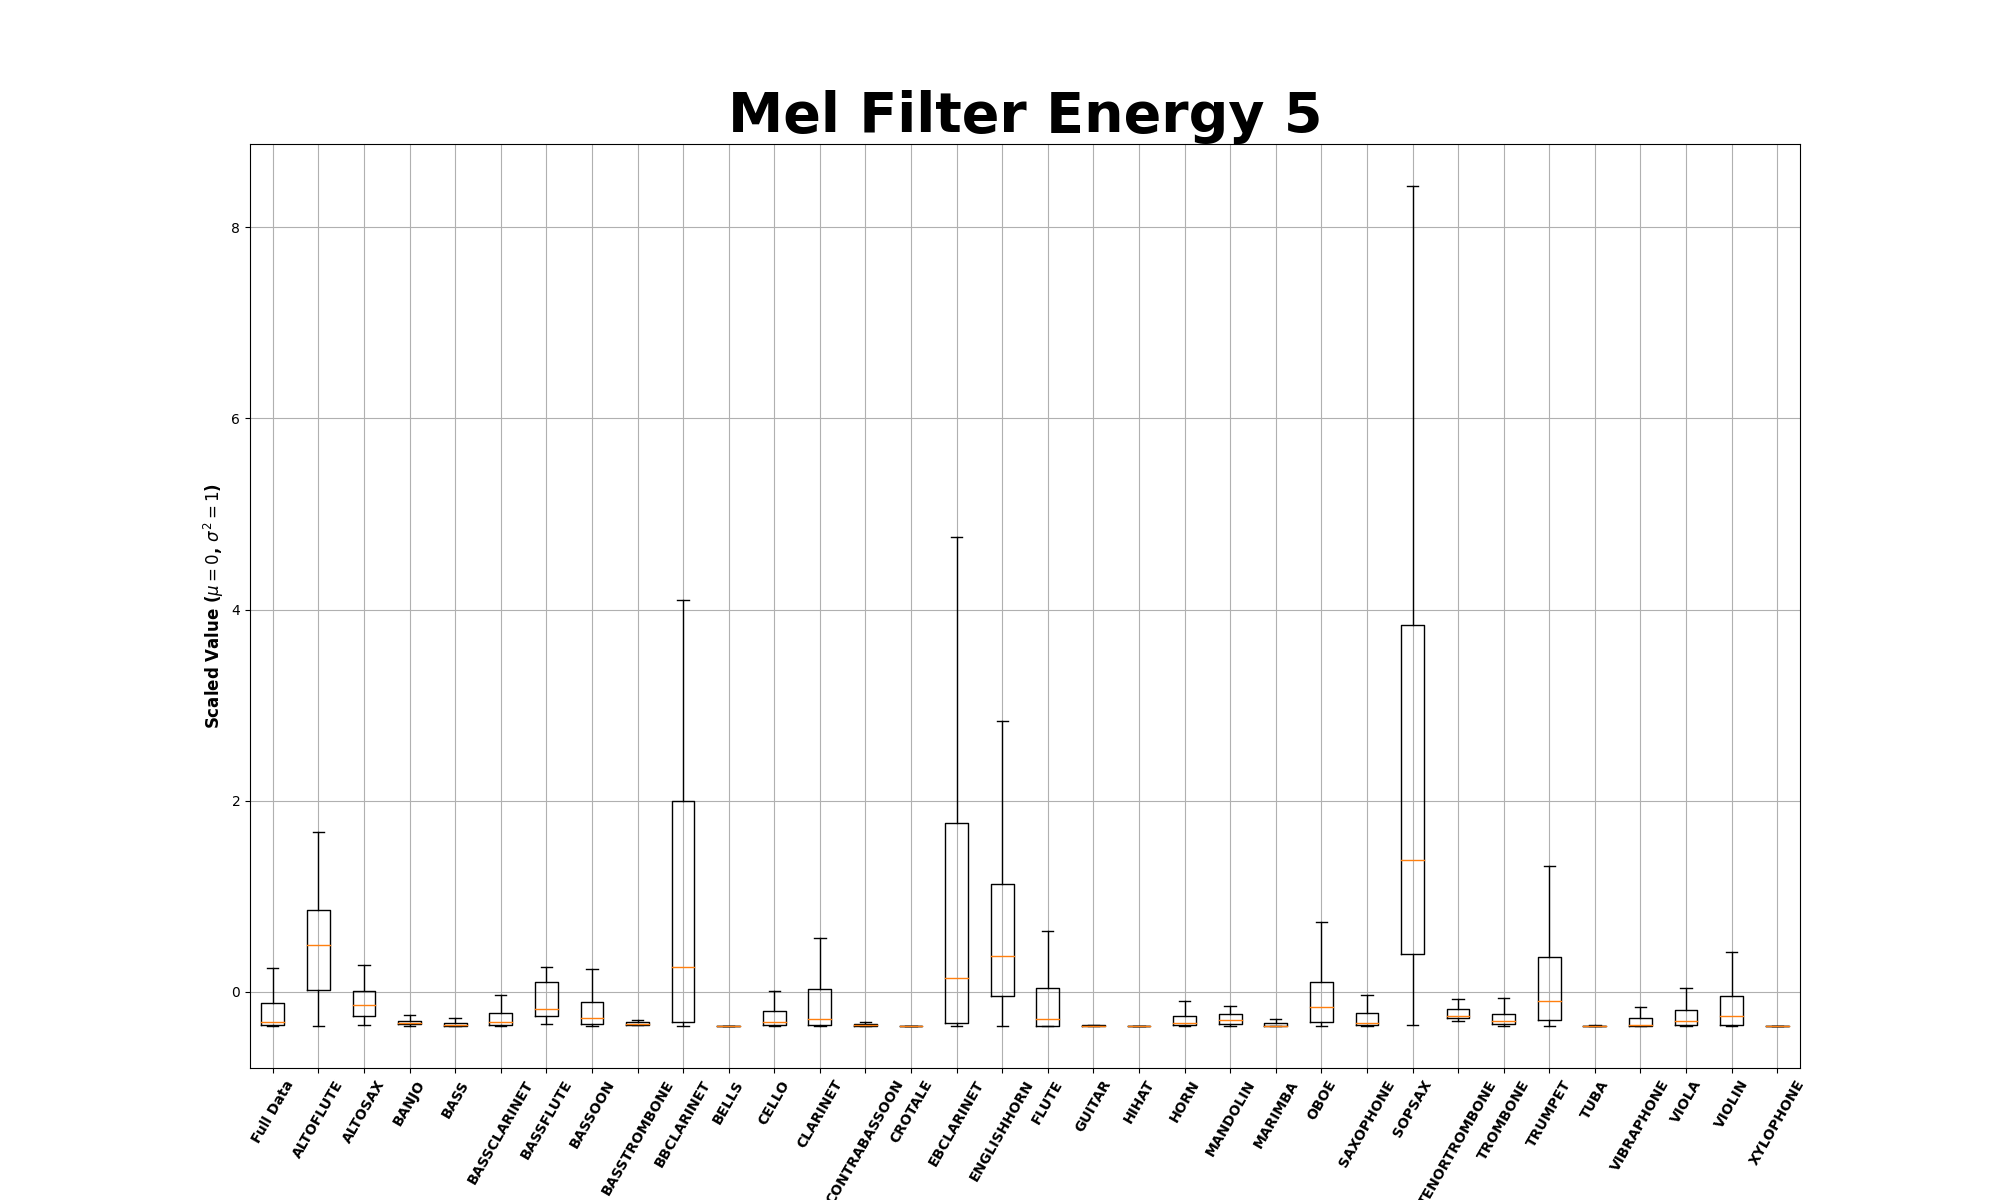 Mel Filter Energy 5
8
6
4
2
0
Scaled Value (μ = 0, σ² = 1)
Full Data
ALTOFLUTE
ALTOSAX
BANJO
BASS
BASSCLARINET
BASSFLUTE
BASSOON
BASSTROMBONE
BBCLARINET
BELLS
CELLO
CLARINET
CONTRABASSOON
CROTALE
EBCLARINET
ENGLISHHORN
FLUTE
GUITAR
HIHAT
HORN
MANDOLIN
MARIMBA
OBOE
SAXOPHONE
SOPSAX
TENORTROMBONE
TROMBONE
TRUMPET
TUBA
VIBRAPHONE
VIOLA
VIOLIN
XYLOPHONE